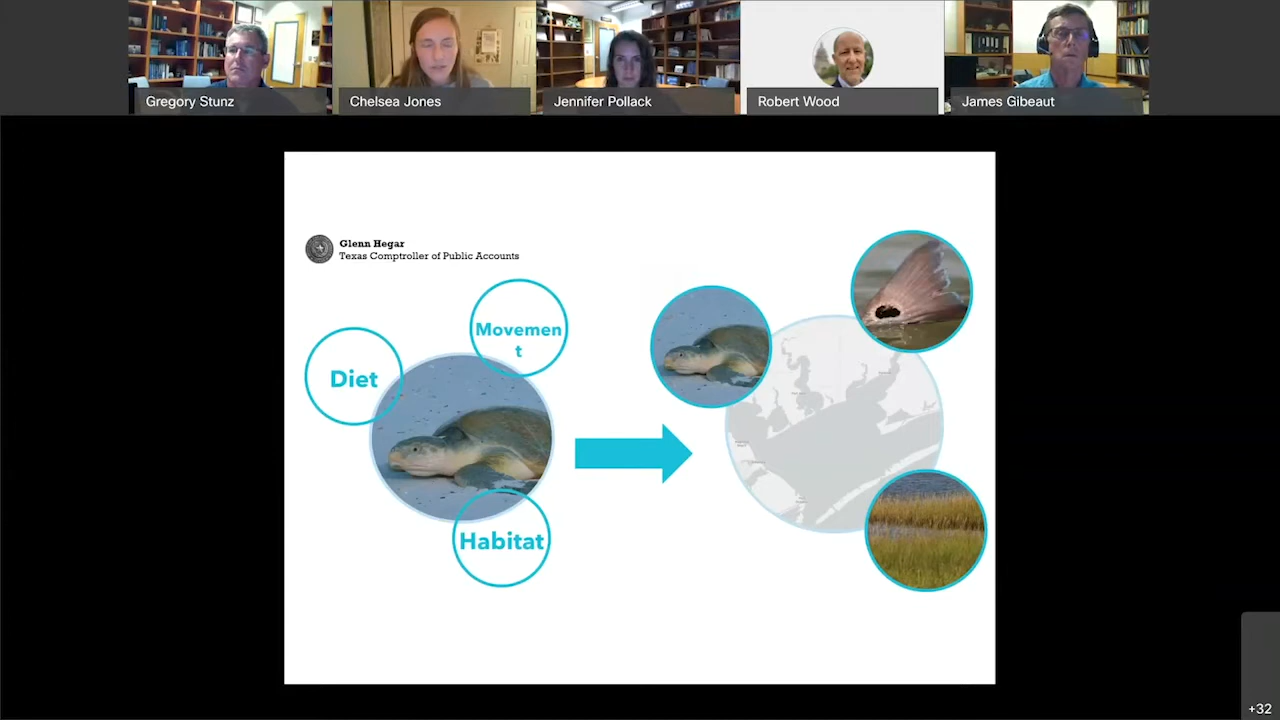 Gregory Stunz
Chelsea Jones
Jennifer Pollack
Robert Wood
James Gibeaut
Glenn Hegar
Texas Comptroller of Public Accounts
Movemen
t
Diet
Habitat
+32